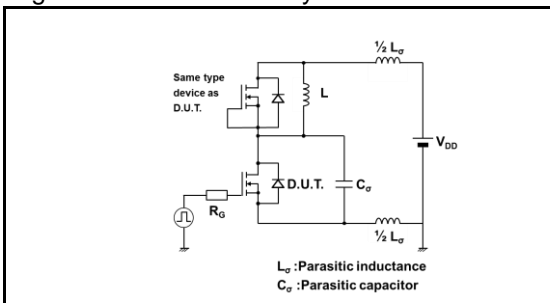 ½ Lσ
Same type
device as
D.U.T.
L
VDD
D.U.T.
Cσ
RG
½ Lσ
Lσ :Parasitic inductance
Cσ :Parasitic capacitor